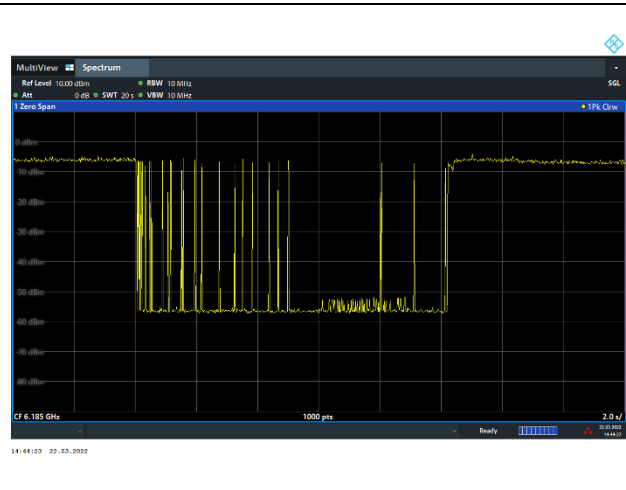 MultiView Spectrum
Ref Level 10.00 dBm RBW 10 MHz SGL
Att 0 dB SWT 20 s VBW 10 MHz
1 Zero Span 1Pk Clrw
0 dBm
-10 dBm
-20 dBm
-30 dBm
-40 dBm
-50 dBm
-60 dBm
-70 dBm
-80 dBm
CF 6.185 GHz 1000 pts 2.0 s/
Ready 22.03.2022
14:44:22
14:44:23 22.03.2022